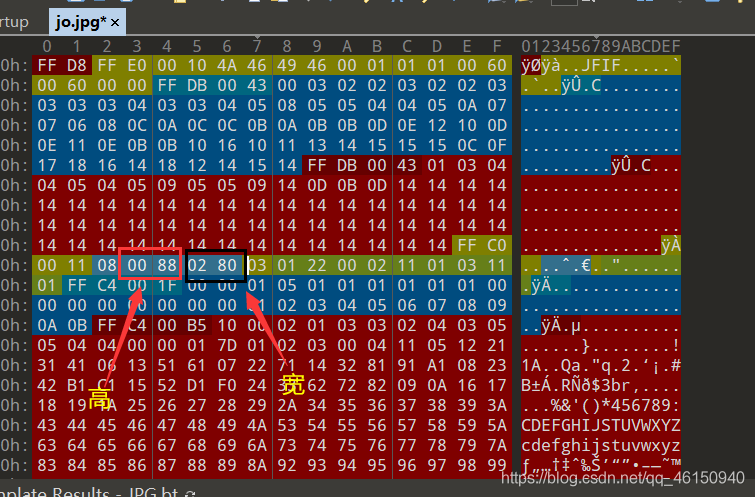 rtup
jo.jpg* ×
0 1 2 3 4 5 6 7 8 9 A B C D E F 0123456789ABCDEF
0h: FF D8 FF E0 00 10 4A 46 49 46 00 01 01 01 00 60 ÿØÿà..JFIF.....`
0h: 00 60 00 00 FF DB 00 43 00 03 02 02 03 02 02 03 .`..ÿÛ.C........
0h: 03 03 03 04 03 03 04 05 08 05 05 04 04 05 0A 07 ................
0h: 07 06 08 0C 0A 0C 0C 0B 0A 0B 0B 0D 0E 12 10 0D ................
0h: 0E 11 0E 0B 0B 10 16 10 11 13 14 15 15 15 0C 0F ................
0h: 17 18 16 14 18 12 14 15 14 FF DB 00 43 01 03 04 .........ÿÛ.C...
0h: 04 05 04 05 09 05 05 09 14 0D 0B 0D 14 14 14 14 ................
0h: 14 14 14 14 14 14 14 14 14 14 14 14 14 14 14 14 ................
0h: 14 14 14 14 14 14 14 14 14 14 14 14 14 14 14 14 ................
0h: 14 14 14 14 14 14 14 14 14 14 14 14 14 14 FF C0 ..............ÿÀ
0h: 00 11 08 00 88 02 80 03 01 22 00 02 11 01 03 11 ....ˆ.€.."......
0h: 01 FF C4 00 1F 00 00 01 05 01 01 01 01 01 01 00 .ÿÄ.............
0h: 00 00 00 00 00 00 00 01 02 03 04 05 06 07 08 09 ................
0h: 0A 0B FF C4 00 B5 10 00 02 01 03 03 02 04 03 05 ..ÿÄ.µ..........
0h: 05 04 04 00 00 01 7D 01 02 03 00 04 11 05 12 21 ......}........!
0h: 31 41 06 13 51 61 07 22 71 14 32 81 91 A1 08 23 1A..Qa."q.2.‘¡.#
0h: 42 B1 C1 15 52 D1 F0 24 33 62 72 82 09 0A 16 17 B±Á.RÑð$3br‚....
0h: 18 19 1A 25 26 27 28 29 2A 34 35 36 37 38 39 3A ...%&'()*456789:
0h: 43 44 45 46 47 48 49 4A 53 54 55 56 57 58 59 5A CDEFGHIJSTUVWXYZ
0h: 63 64 65 66 67 68 69 6A 73 74 75 76 77 78 79 7A cdefghijstuvwxyz
0h: 83 84 85 86 87 88 89 8A 92 93 94 95 96 97 98 99
高
宽
https://blog.csdn.net/qq_46150940
mplate Results - JPG.bt